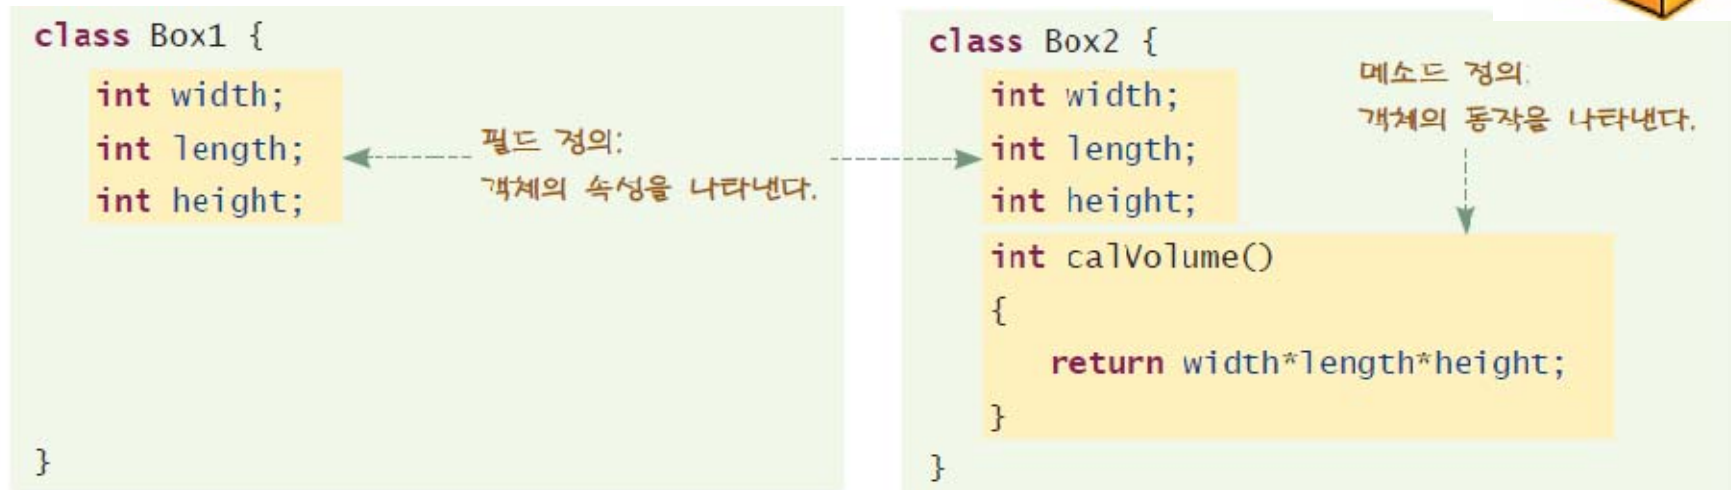 class Box1 {
int width;
int length;
int height;
}
필드 정의:
객체의 속성을 나타낸다.
class Box2 {
int width;
int length;
int height;
int calVolume()
{
return width*length*height;
}
}
메소드 정의:
객체의 동작을 나타낸다.